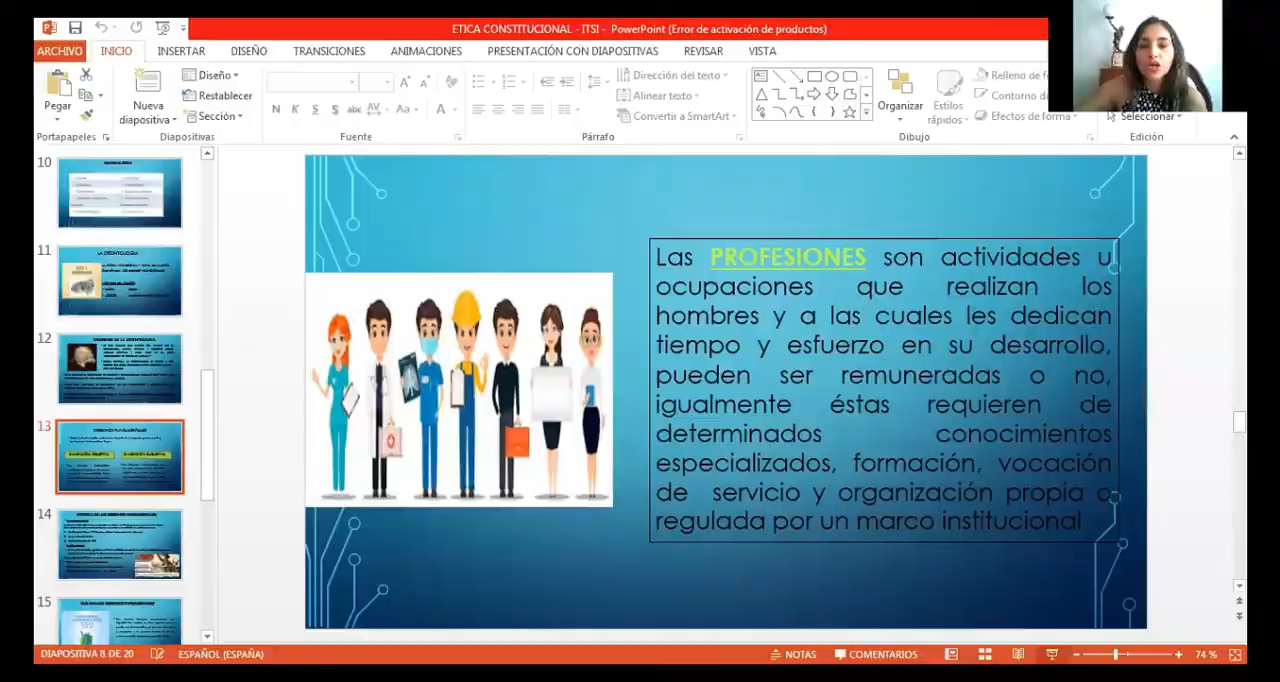 ETICA CONSTITUCIONAL - ITSI - PowerPoint (Error de activación de productos)
ARCHIVO INICIO INSERTAR DISEÑO TRANSICIONES ANIMACIONES PRESENTACIÓN CON DIAPOSITIVAS REVISAR VISTA
Pegar
Nueva
diapositiva
Diseño
Restablecer
Sección
N K S S abc AV Aa A
Dirección del texto
Alinear texto
Convertir a SmartArt
Organizar
Estilos
rápidos
Relleno de f
Contorno d
Efectos de forma
Seleccionar
Portapapeles Diapositivas Fuente Párrafo Dibujo Edición
10
11
LA DEONTOLOGIA
12
13
14
15
Las PROFESIONES son actividades u
ocupaciones que realizan los
hombres y a las cuales les dedican
tiempo y esfuerzo en su desarrollo,
pueden ser remuneradas o no,
igualmente éstas requieren de
determinados conocimientos
especializados, formación, vocación
de servicio y organización propia o
regulada por un marco institucional
DIAPOSITIVA 8 DE 20 ESPAÑOL (ESPAÑA) NOTAS COMENTARIOS 74 %